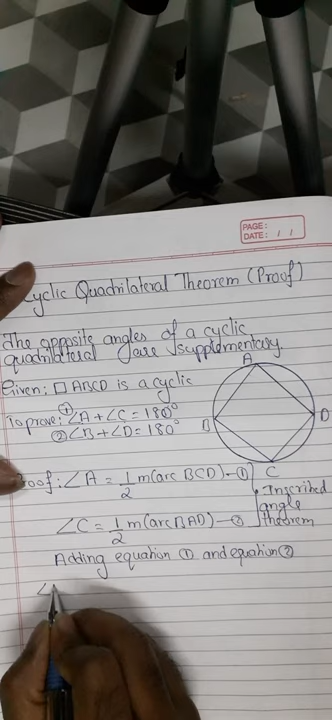 PAGE:
DATE: / /
Cyclic Quadrilateral Theorem (Proof)
The opposite angles of a cyclic
quadrilateral are supplementary.
Given: □ ABCD is a cyclic
To prove: ① ∠A + ∠C = 180°
② ∠B + ∠D = 180°
A
B
D
C
Proof: ∠A = 1/2 m(arc BCD) - ①
∠C = 1/2 m(arc BAD) - ②
Inscribed
angle
theorem
Adding equation ① and equation ②
∠